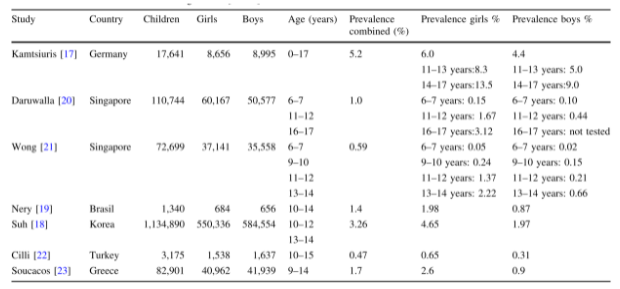 Study Country Children Girls Boys Age (years) Prevalence combined (%) Prevalence girls % Prevalence boys %
Kamtsiuris [17] Germany 17,641 8,656 8,995 0–17 5.2 6.0 4.4
11–13 years:8.3 11–13 years: 5.0
14–17 years:13.5 14–17 years:9.0
Daruwalla [20] Singapore 110,744 60,167 50,577 6–7 1.0 6–7 years: 0.15 6–7 years: 0.10
11–12 11–12 years: 1.67 11–12 years: 0.44
16–17 16–17 years:3.12 16–17 years: not tested
Wong [21] Singapore 72,699 37,141 35,558 6–7 0.59 6–7 years: 0.05 6–7 years: 0.02
9–10 9–10 years: 0.24 9–10 years: 0.15
11–12 11–12 years: 1.37 11–12 years: 0.21
13–14 13–14 years: 2.22 13–14 years: 0.66
Nery [19] Brasil 1,340 684 656 10–14 1.4 1.98 0.87
Suh [18] Korea 1,134,890 550,336 584,554 10–12 3.26 4.65 1.97
13–14
Cilli [22] Turkey 3,175 1,538 1,637 10–15 0.47 0.65 0.31
Soucacos [23] Greece 82,901 40,962 41,939 9–14 1.7 2.6 0.9